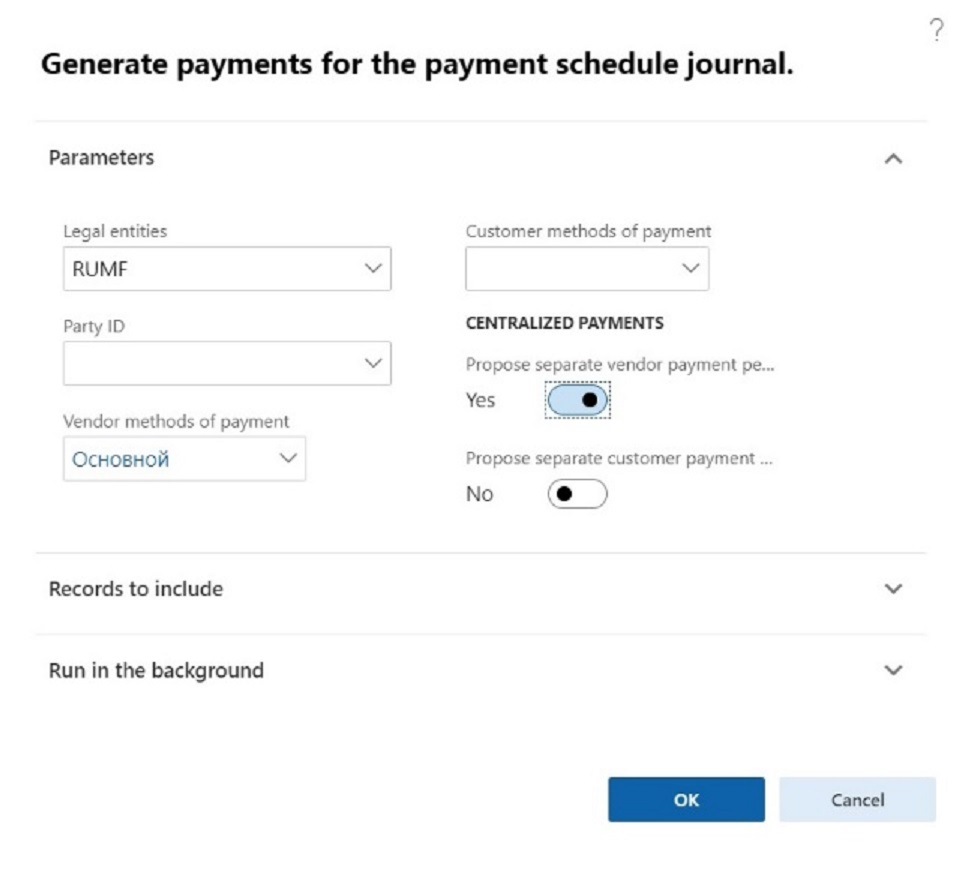 ?
Generate payments for the payment schedule journal.
Parameters
Legal entities
RUMF
Party ID
Vendor methods of payment
Основной
Customer methods of payment
CENTRALIZED PAYMENTS
Propose separate vendor payment pe...
Yes
Propose separate customer payment ...
No
Records to include
Run in the background
OK
Cancel